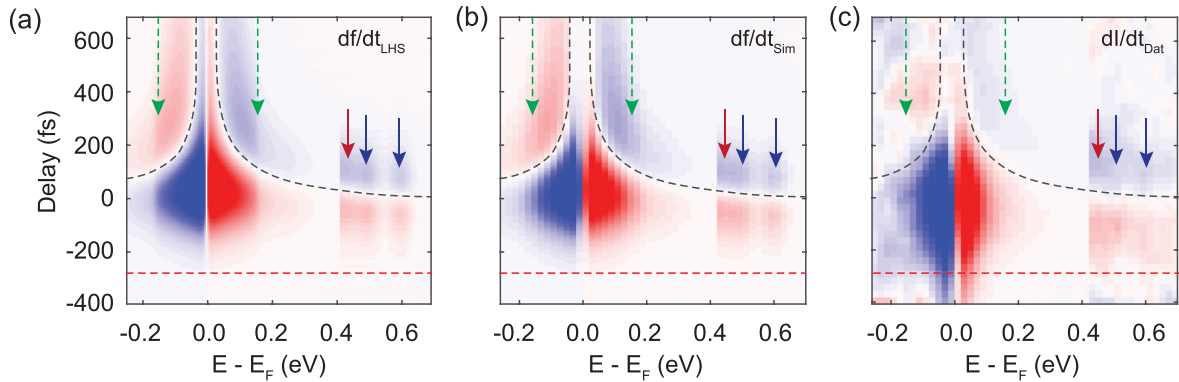 (a)
df/dt_LHS
(b)
df/dt_Sim
(c)
dI/dt_Dat
600
400
200
0
-200
-400
Delay (fs)
-0.2 0.0 0.2 0.4 0.6
-0.2 0.0 0.2 0.4 0.6
-0.2 0.0 0.2 0.4 0.6
E - E_F (eV)
E - E_F (eV)
E - E_F (eV)